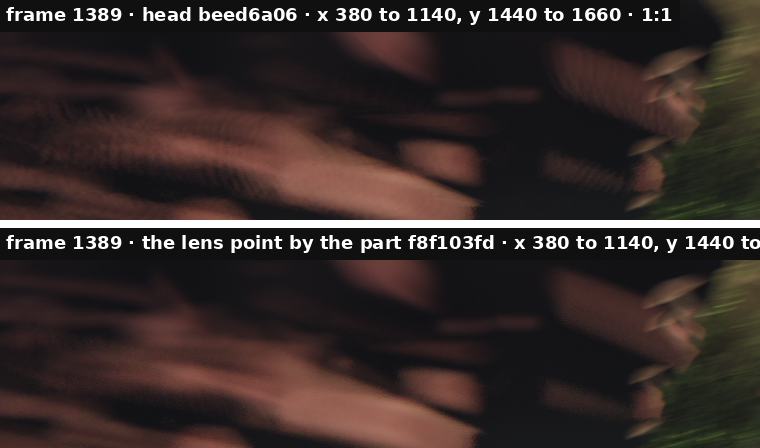 frame 1389 · head beed6a06 · x 380 to 1140, y 1440 to 1660 · 1:1
frame 1389 · the lens point by the part f8f103fd · x 380 to 1140, y 1440 to